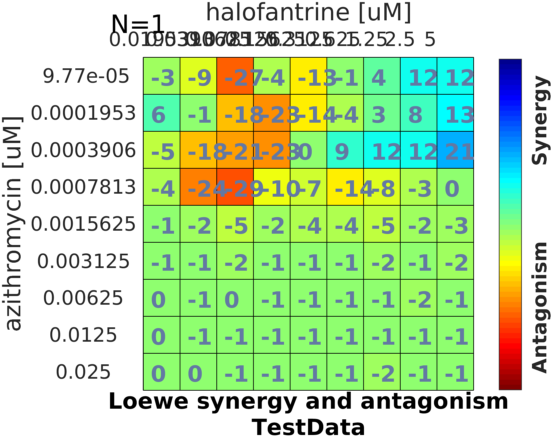 N=1 halofantrine [uM]
2.5 5
azithromycin [uM]
9.77e-05 -3 -9 -27 -4 -13 -1 4 12 12
0.0001953 6 -1 -18 -23 -14 -4 3 8 13
0.0003906 -5 -18 -21 -23 0 9 12 12 21
0.0007813 -4 -24 -29 -10 -7 -14 -8 -3 0
0.0015625 -1 -2 -5 -2 -4 -4 -5 -2 -3
0.003125 -1 -1 -2 -1 -1 -1 -2 -1 -2
0.00625 0 -1 0 -1 -1 -1 -1 -2 -1
0.0125 0 -1 -1 -1 -1 -1 -1 -1 -1
0.025 0 0 -1 -1 -1 -1 -2 -1 -1
Synergy
Antagonism
Loewe synergy and antagonism
TestData